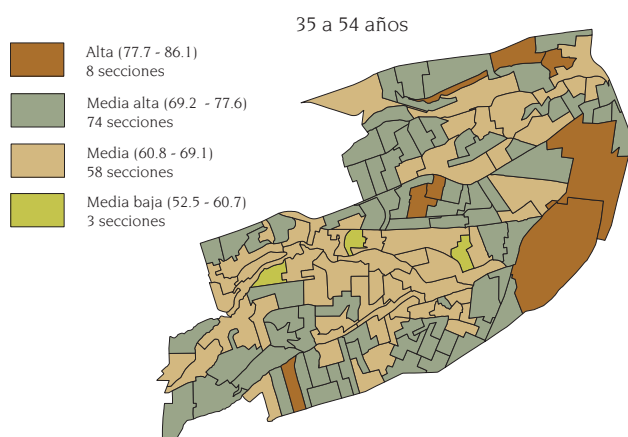 35 a 54 años
Alta (77.7 - 86.1)
8 secciones
Media alta (69.2 - 77.6)
74 secciones
Media (60.8 - 69.1)
58 secciones
Media baja (52.5 - 60.7)
3 secciones